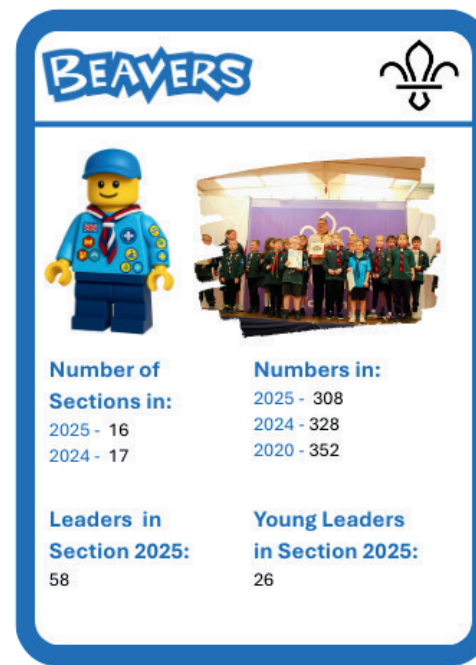 BEAVERS
Number of
Sections in:
2025 - 16
2024 - 17
Numbers in:
2025 - 308
2024 - 328
2020 - 352
Leaders in
Section 2025:
58
Young Leaders
in Section 2025:
26